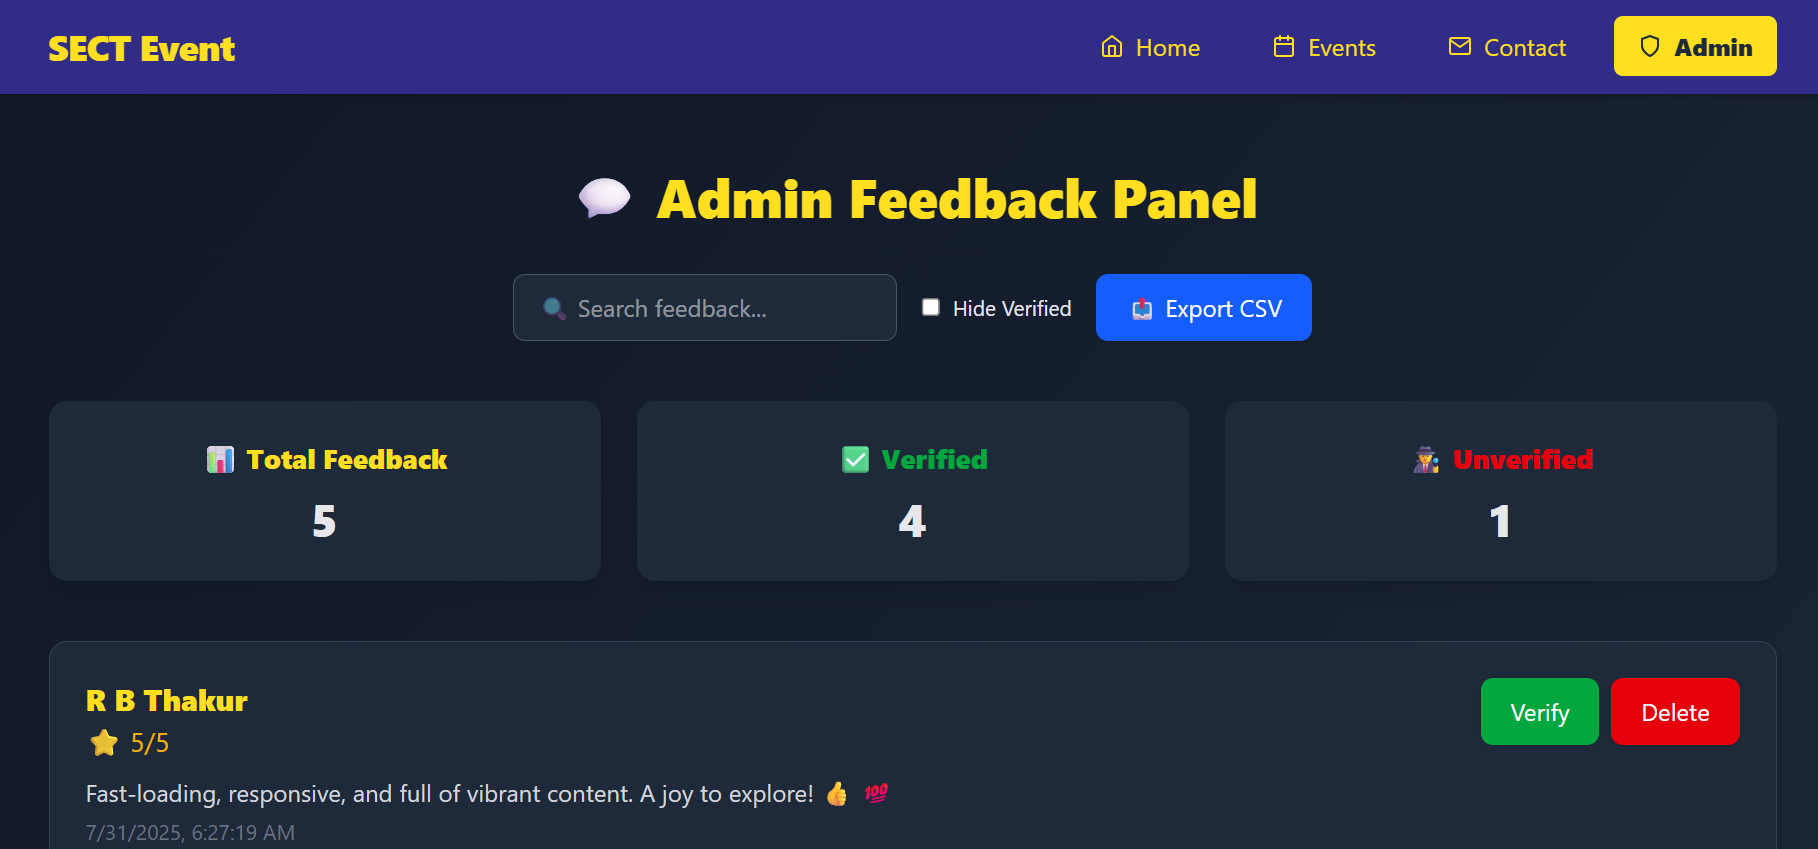 SECT Event
Home
Events
Contact
Admin
Admin Feedback Panel
Search feedback...
Hide Verified
Export CSV
Total Feedback
5
Verified
4
Unverified
1
R B Thakur
5/5
Verify
Delete
Fast-loading, responsive, and full of vibrant content. A joy to explore! 👍 💯
7/31/2025, 6:27:19 AM